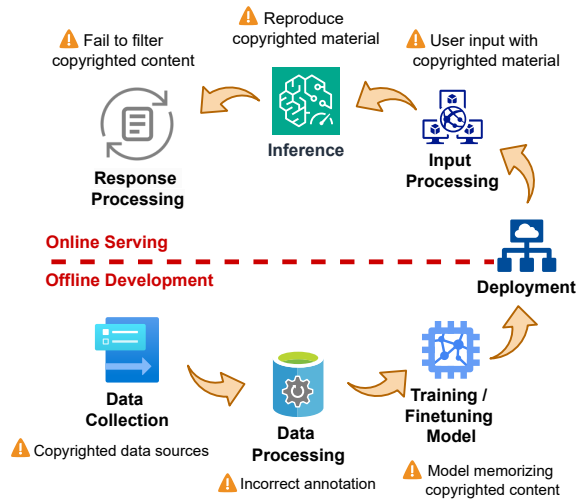 Fail to filter
copyrighted content
Reproduce
copyrighted material
User input with
copyrighted material
Response
Processing
Inference
Input
Processing
Online Serving
Offline Development
Deployment
Data
Collection
Copyrighted data sources
Data
Processing
Incorrect annotation
Training /
Finetuning
Model
Model memorizing
copyrighted content